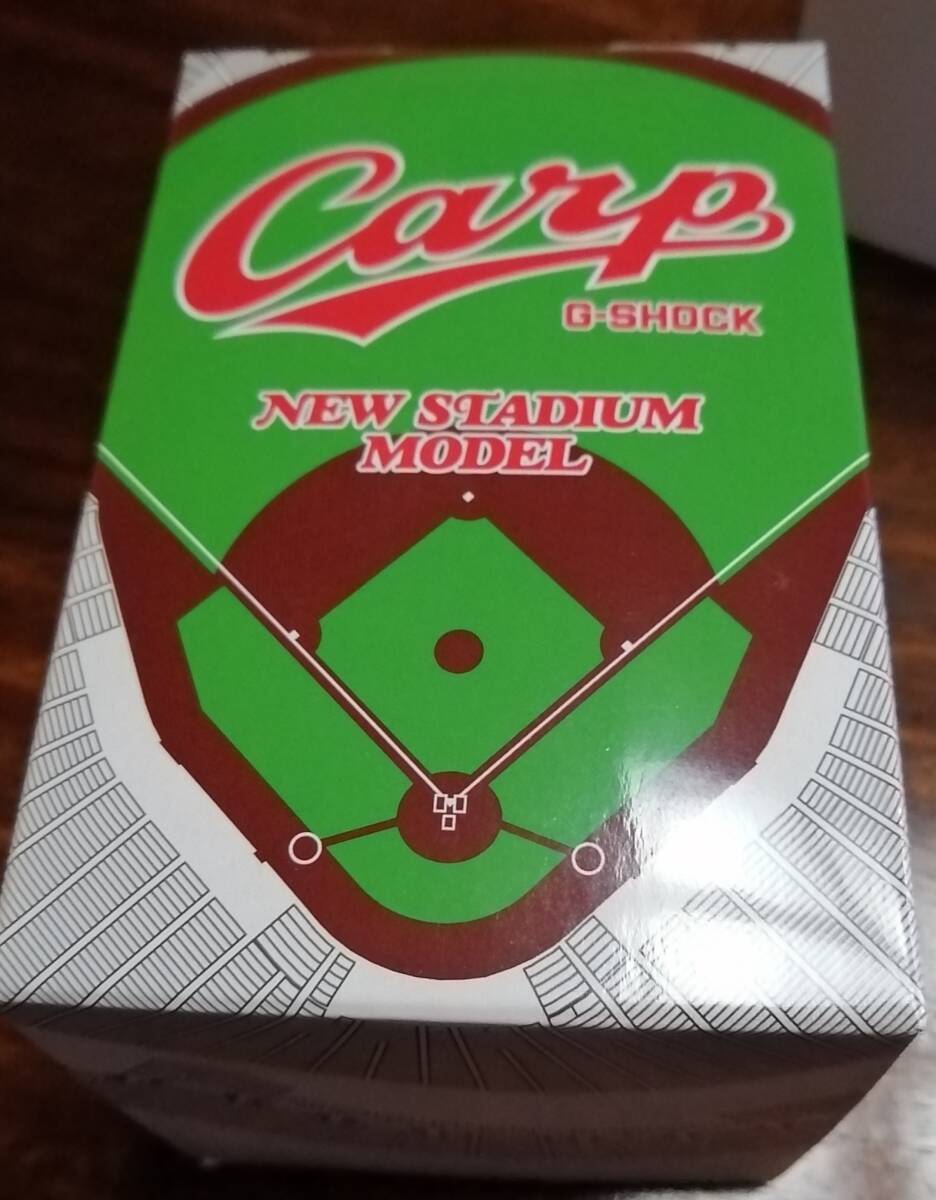 Carp
G-SHOCK
NEW STADIUM
MODEL